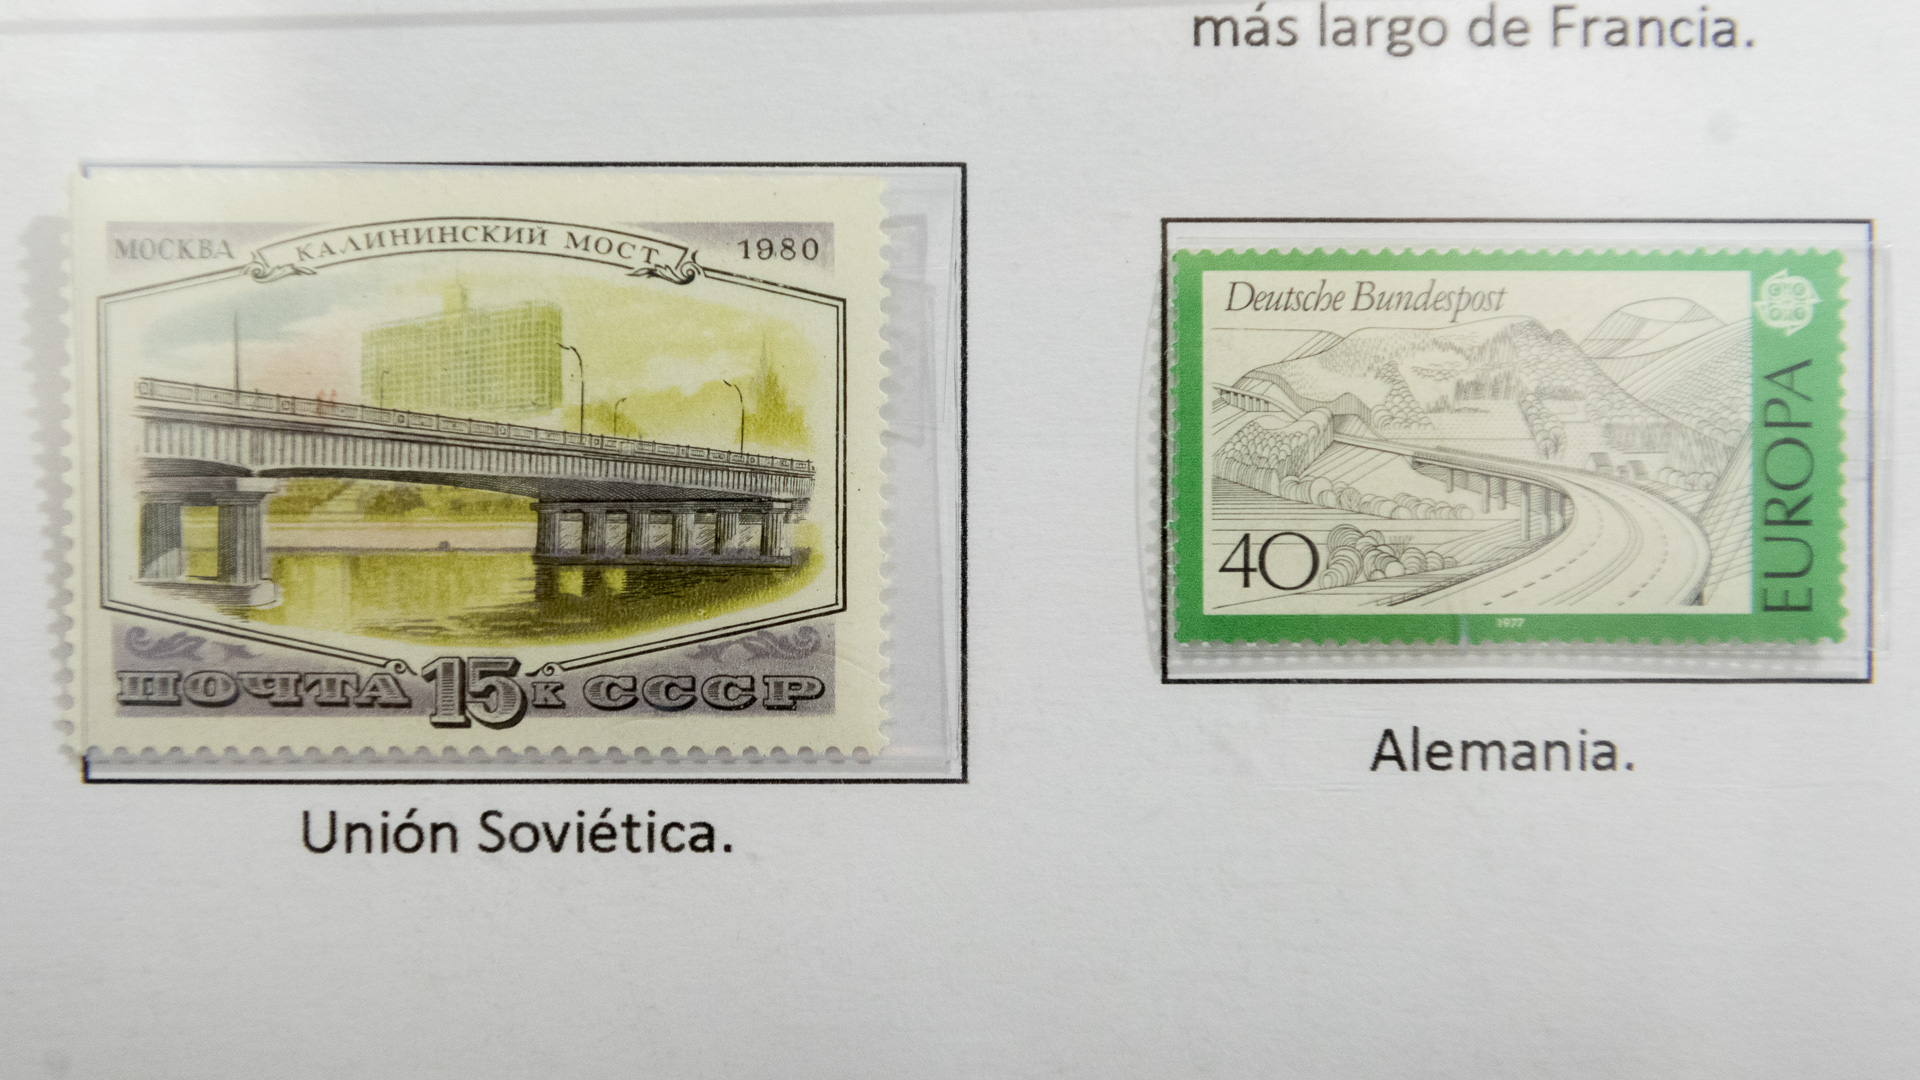 más largo de Francia.
МОСКВА
КАЛИНИНСКИЙ МОСТ
1980
ПОЧТА 15к СССР
Unión Soviética.
Deutsche Bundespost
40
EUROPA
1977
Alemania.